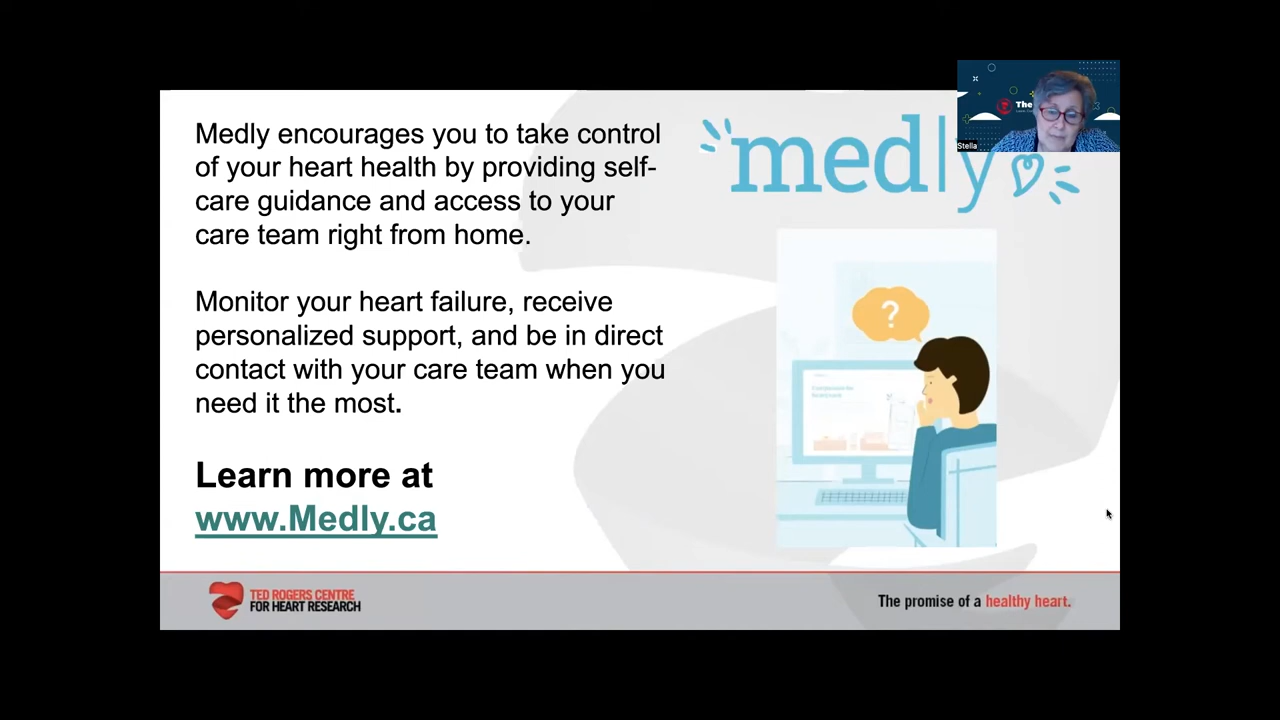 Medly encourages you to take control
of your heart health by providing self-
care guidance and access to your
care team right from home.
Monitor your heart failure, receive
personalized support, and be in direct
contact with your care team when you
need it the most.
Learn more at
www.Medly.ca
medly
The
Stella
?
TED ROGERS CENTRE
FOR HEART RESEARCH
The promise of a healthy heart.